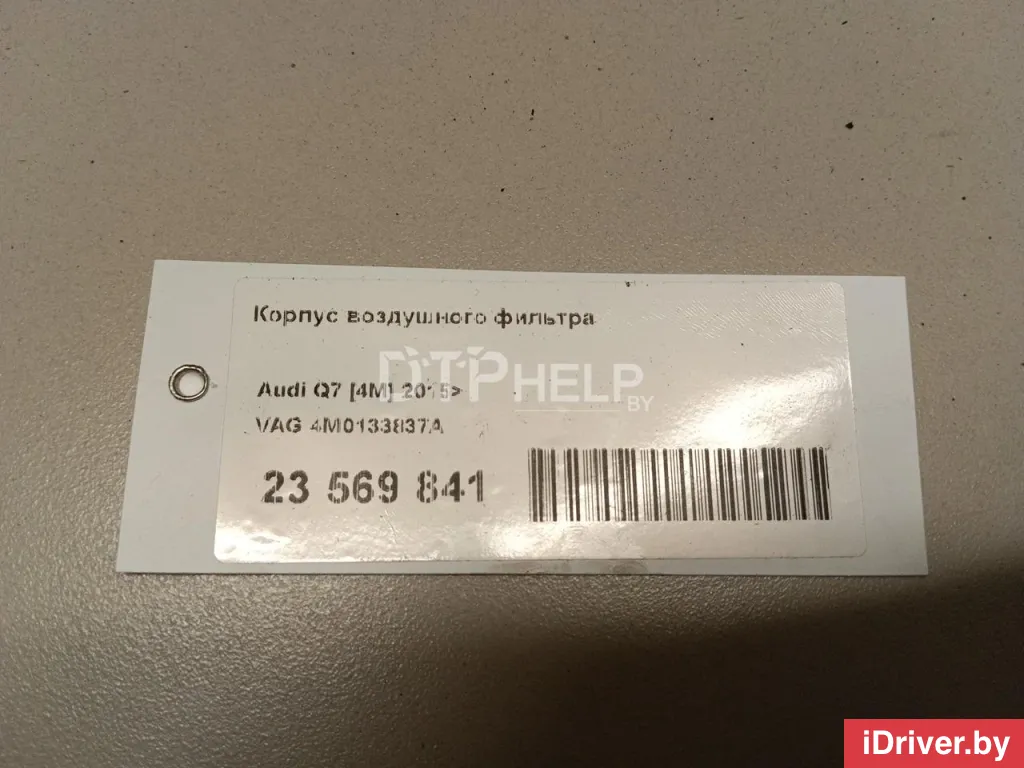 Корпус воздушного фильтра
DTPHELP
BY
Audi Q7 [4M] 2015>
VAG 4M0133837A
23 569 841
iDriver.by